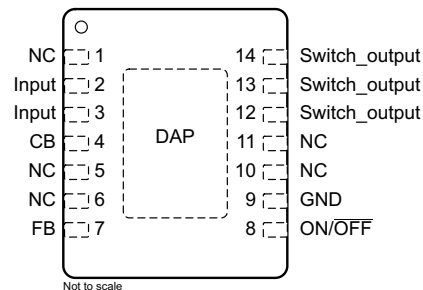 NC 1 14 Switch_output
Input 2 13 Switch_output
Input 3 12 Switch_output
CB 4 DAP 11 NC
NC 5 10 NC
NC 6 9 GND
FB 7 8 ON/OFF
Not to scale